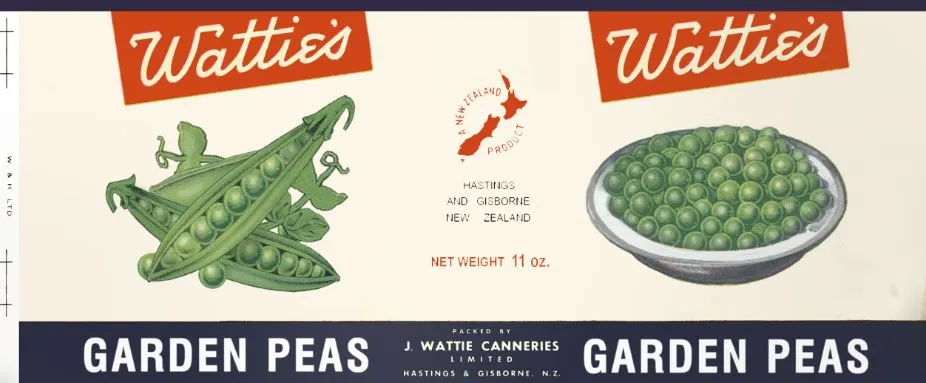 Wattie's
Wattie's
A NEW ZEALAND
PRODUCT
HASTINGS
AND GISBORNE
NEW ZEALAND
NET WEIGHT 11 OZ.
W & H LTD
GARDEN PEAS
PACKED BY
J. WATTIE CANNERIES
LIMITED
HASTINGS & GISBORNE, N.Z.
GARDEN PEAS